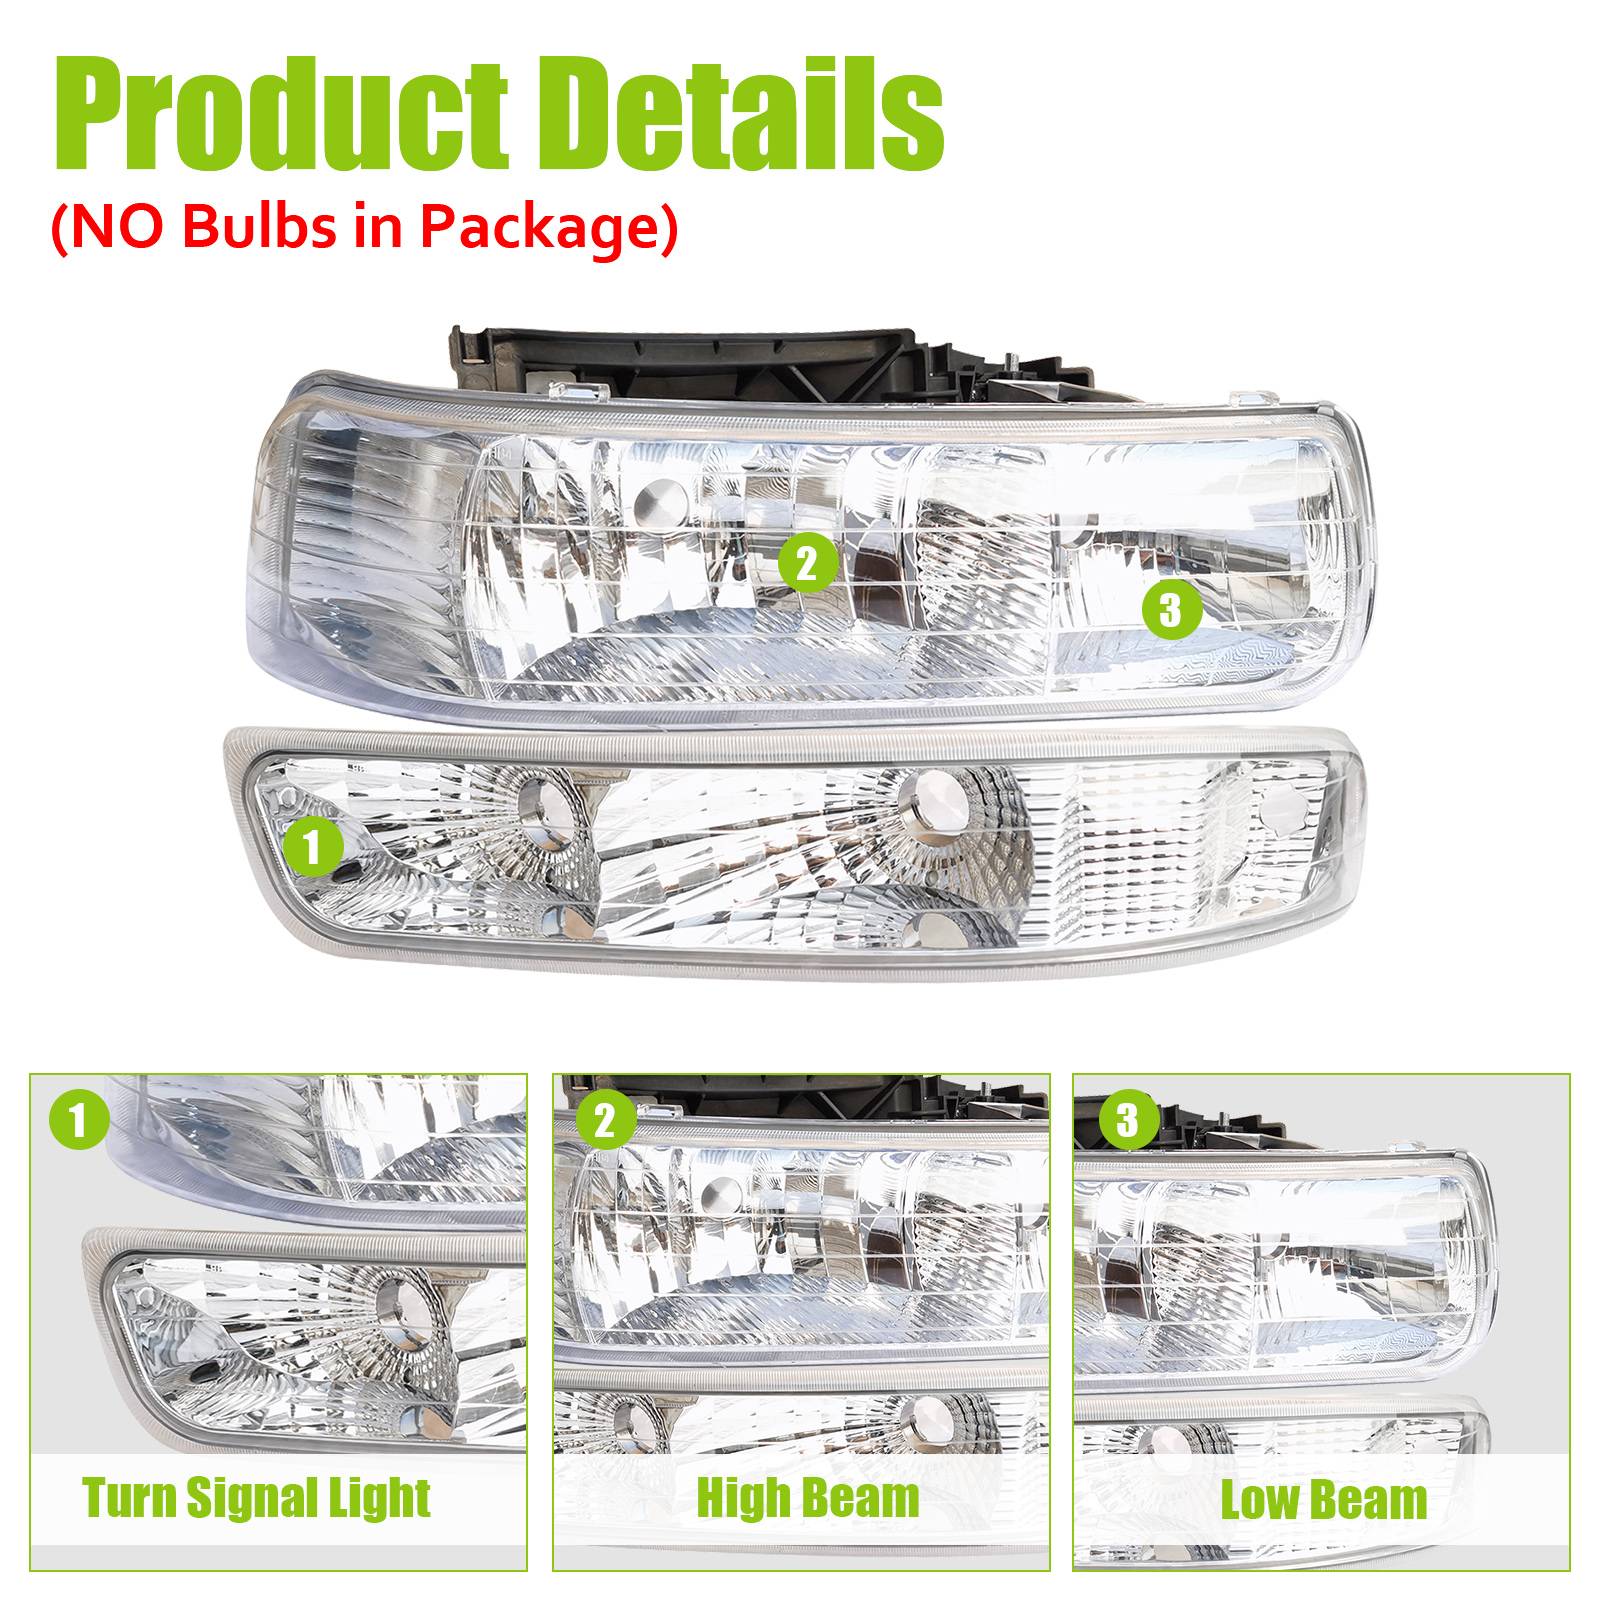 Product Details
(NO Bulbs in Package)
2
3
1
1
2
3
Turn Signal Light
High Beam
Low Beam